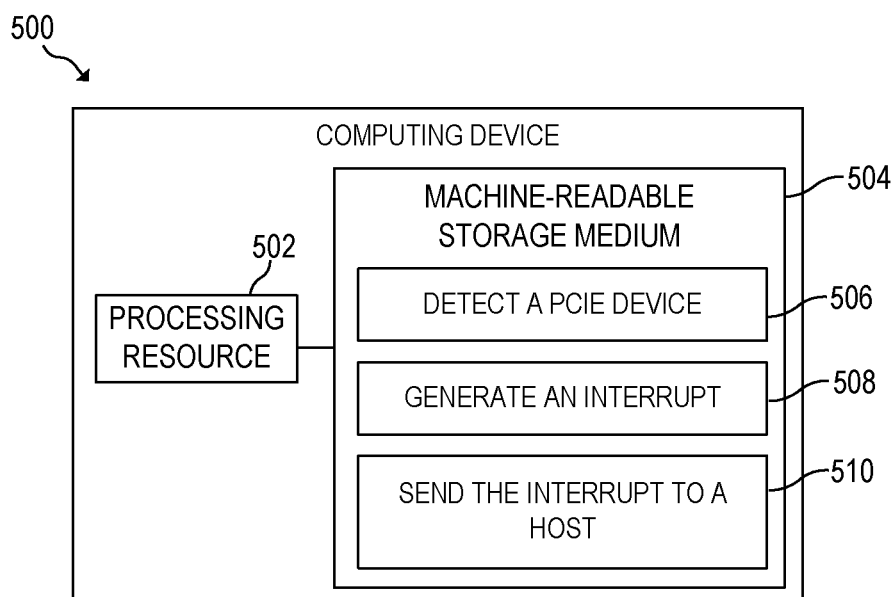 500
COMPUTING DEVICE
MACHINE-READABLE
STORAGE MEDIUM
504
502
PROCESSING
RESOURCE
DETECT A PCIE DEVICE
506
GENERATE AN INTERRUPT
508
SEND THE INTERRUPT TO A
HOST
510